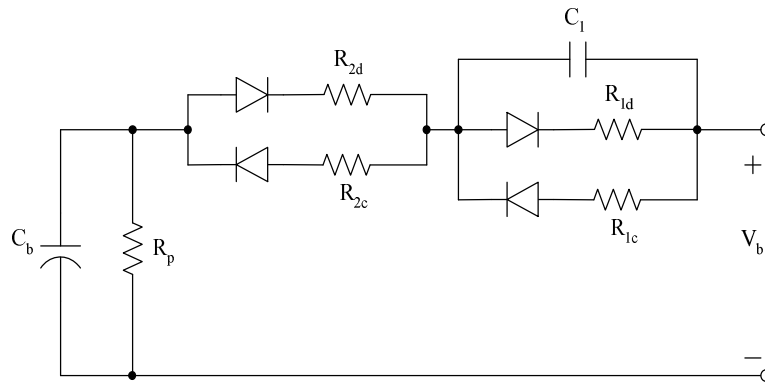 C1
R2d
R1d
+
R2c
R1c
Cb
Rp
Vb
−